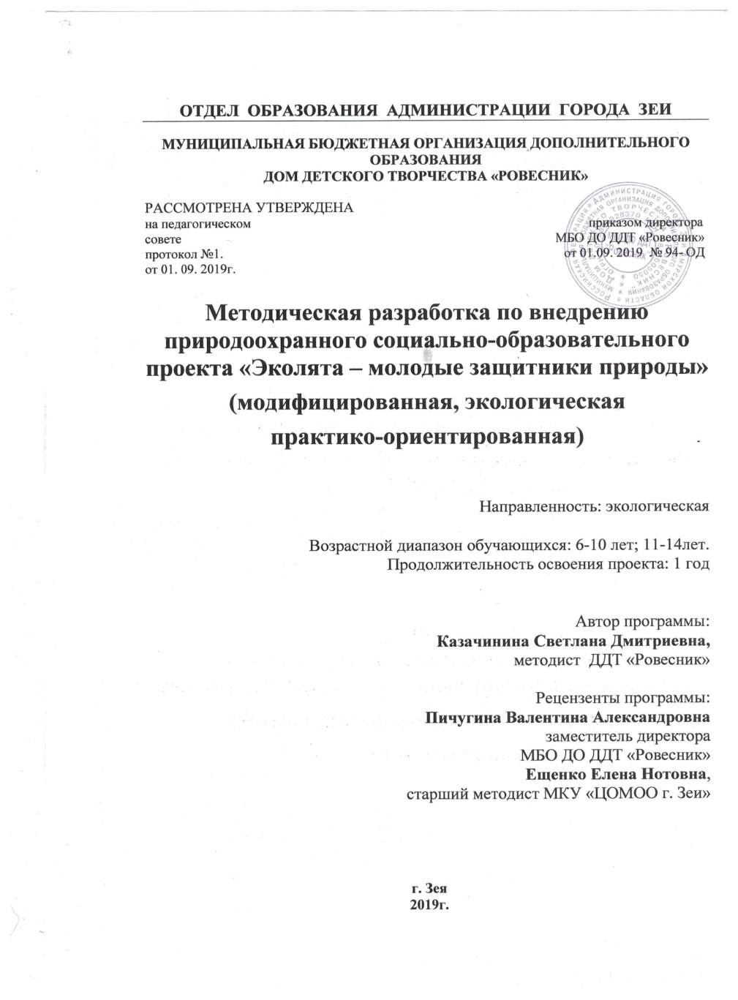 ОТДЕЛ ОБРАЗОВАНИЯ АДМИНИСТРАЦИИ ГОРОДА ЗЕИ
МУНИЦИПАЛЬНАЯ БЮДЖЕТНАЯ ОРГАНИЗАЦИЯ ДОПОЛНИТЕЛЬНОГО
ОБРАЗОВАНИЯ
ДОМ ДЕТСКОГО ТВОРЧЕСТВА «РОВЕСНИК»
РАССМОТРЕНА УТВЕРЖДЕНА
на педагогическом
совете
протокол №1.
от 01. 09. 2019г.
приказом директора
МБО ДО ДДТ «Ровесник»
от 01.09. 2019 № 94- ОД
Методическая разработка по внедрению
природоохранного социально-образовательного
проекта «Эколята – молодые защитники природы»
(модифицированная, экологическая
практико-ориентированная)
Направленность: экологическая
Возрастной диапазон обучающихся: 6-10 лет; 11-14лет.
Продолжительность освоения проекта: 1 год
Автор программы:
Казачинина Светлана Дмитриевна,
методист ДДТ «Ровесник»
Рецензенты программы:
Пичугина Валентина Александровна
заместитель директора
МБО ДО ДДТ «Ровесник»
Ещенко Елена Нотовна,
старший методист МКУ «ЦОМОО г. Зеи»
г. Зея
2019г.